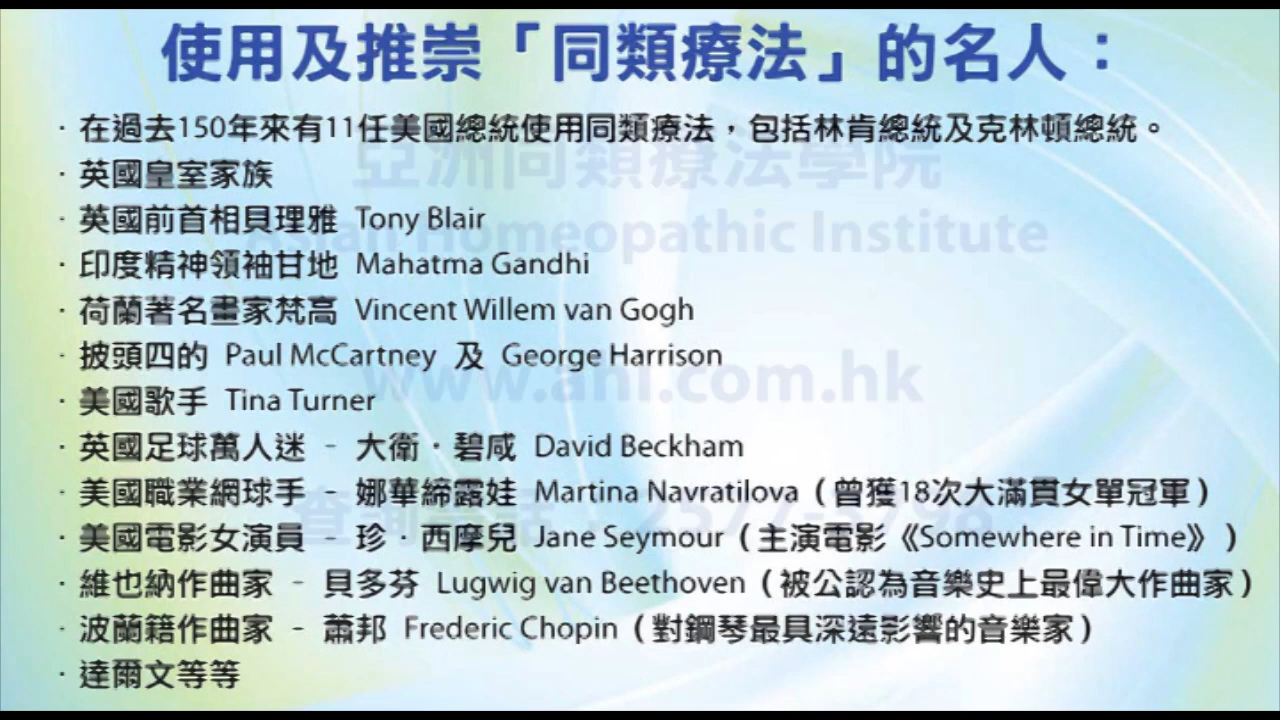 使用及推崇「同類療法」的名人：
· 在過去150年來有11任美國總統使用同類療法，包括林肯總統及克林頓總統。
亞洲同類療法學院
· 英國皇室家族
· 英國前首相貝理雅 Tony Blair
Asian Homeopathic Institute
· 印度精神領袖甘地 Mahatma Gandhi
· 荷蘭著名畫家梵高 Vincent Willem van Gogh
· 披頭四的 Paul McCartney 及 George Harrison
www.ahi.com.hk
· 美國歌手 Tina Turner
· 英國足球萬人迷 – 大衛・碧咸 David Beckham
· 美國職業網球手 – 娜華締露娃 Martina Navratilova（曾獲18次大滿貫女單冠軍）
· 美國電影女演員 – 珍・西摩兒 Jane Seymour（主演電影《Somewhere in Time》）
· 維也納作曲家 – 貝多芬 Lugwig van Beethoven（被公認為音樂史上最偉大作曲家）
· 波蘭籍作曲家 – 蕭邦 Frederic Chopin（對鋼琴最具深遠影響的音樂家）
· 達爾文等等